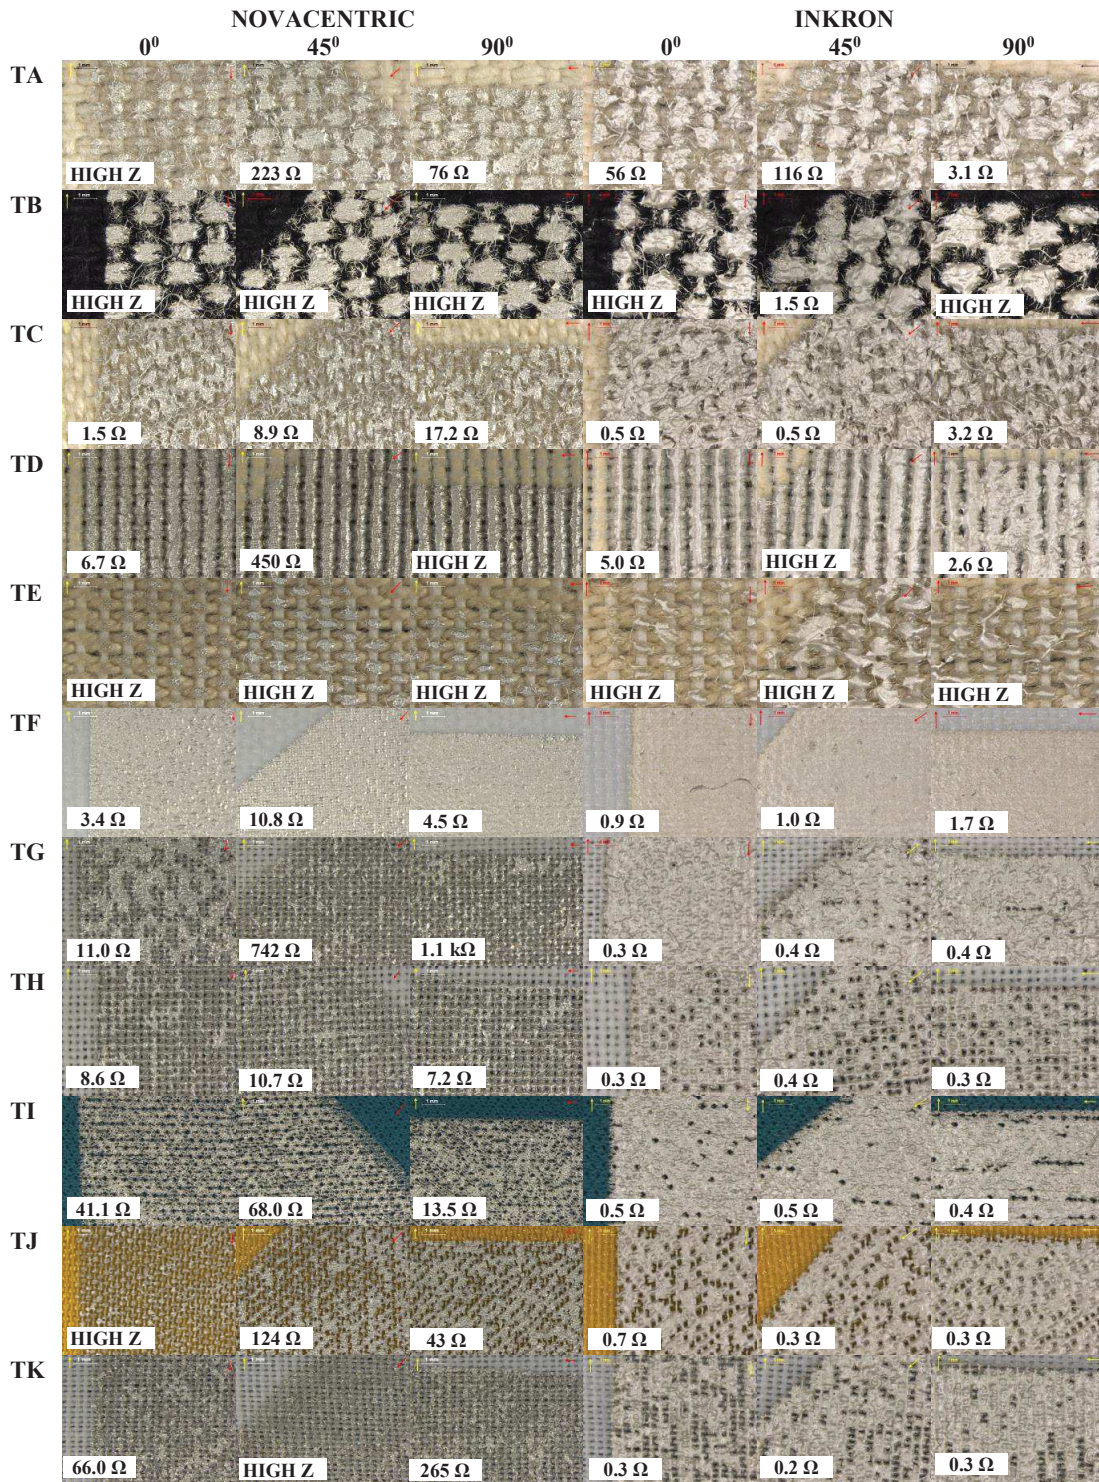 NOVACENTRIC INKRON
0⁰ 45⁰ 90⁰ 0⁰ 45⁰ 90⁰
TA
HIGH Z 223 Ω 76 Ω 56 Ω 116 Ω 3.1 Ω
TB
HIGH Z HIGH Z HIGH Z HIGH Z 1.5 Ω HIGH Z
TC
1.5 Ω 8.9 Ω 17.2 Ω 0.5 Ω 0.5 Ω 3.2 Ω
TD
6.7 Ω 450 Ω HIGH Z 5.0 Ω HIGH Z 2.6 Ω
TE
HIGH Z HIGH Z HIGH Z HIGH Z HIGH Z HIGH Z
TF
3.4 Ω 10.8 Ω 4.5 Ω 0.9 Ω 1.0 Ω 1.7 Ω
TG
11.0 Ω 742 Ω 1.1 kΩ 0.3 Ω 0.4 Ω 0.4 Ω
TH
8.6 Ω 10.7 Ω 7.2 Ω 0.3 Ω 0.4 Ω 0.3 Ω
TI
41.1 Ω 68.0 Ω 13.5 Ω 0.5 Ω 0.5 Ω 0.4 Ω
TJ
HIGH Z 124 Ω 43 Ω 0.7 Ω 0.3 Ω 0.3 Ω
TK
66.0 Ω HIGH Z 265 Ω 0.3 Ω 0.2 Ω 0.3 Ω